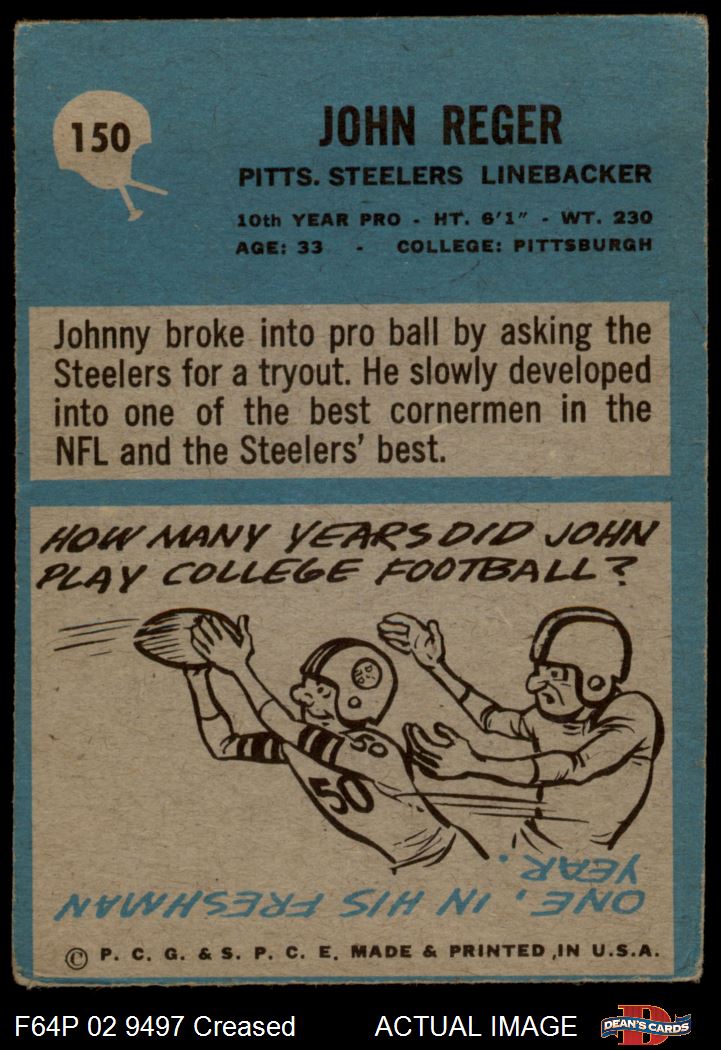 150
JOHN REGER
PITTS. STEELERS LINEBACKER
10th YEAR PRO - HT. 6'1" - WT. 230
AGE: 33 - COLLEGE: PITTSBURGH
Johnny broke into pro ball by asking the
Steelers for a tryout. He slowly developed
into one of the best cornermen in the
NFL and the Steelers' best.
HOW MANY YEARS DID JOHN
PLAY COLLEGE FOOTBALL?
50
50
ONE, IN HIS FRESHMAN
YEAR.
© P. C. G. & S. P. C. E. MADE & PRINTED IN U.S.A.
F64P 02 9497 Creased
ACTUAL IMAGE
D
DEAN'S CARDS